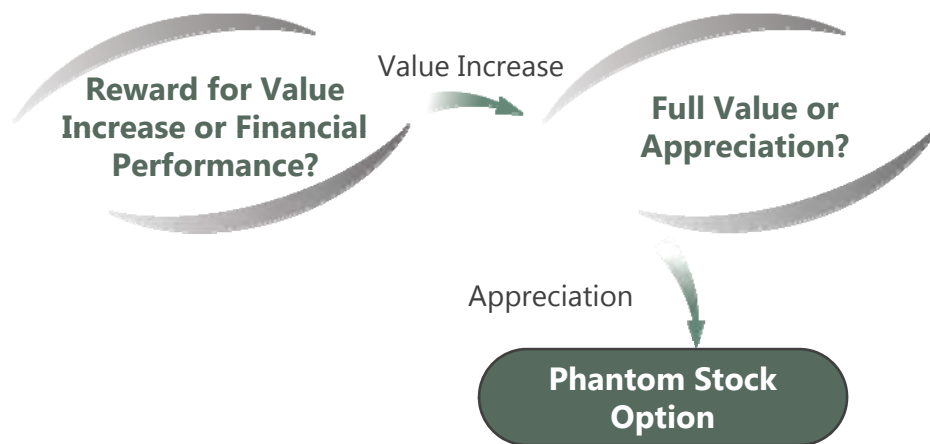 Reward for Value
Increase or Financial
Performance?
Value Increase
Full Value or
Appreciation?
Appreciation
Phantom Stock
Option